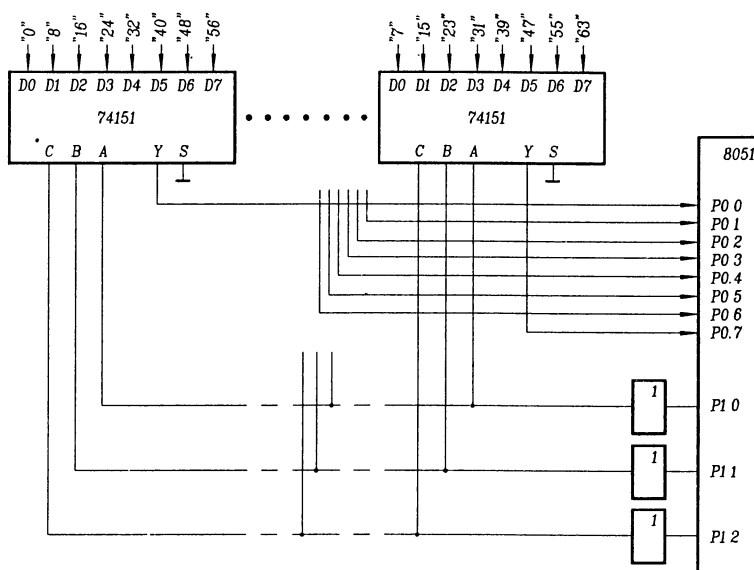 "0" "8" "16" "24" "32" "40" "48" "56"
"7" "15" "23" "31" "39" "47" "55" "63"
D0 D1 D2 D3 D4 D5 D6 D7
D0 D1 D2 D3 D4 D5 D6 D7
74151
74151
C B A Y S
C B A Y S
8051
P0 0
P0 1
P0 2
P0 3
P0.4
P0 5
P0 6
P0.7
1
P1 0
1
P1 1
1
P1 2